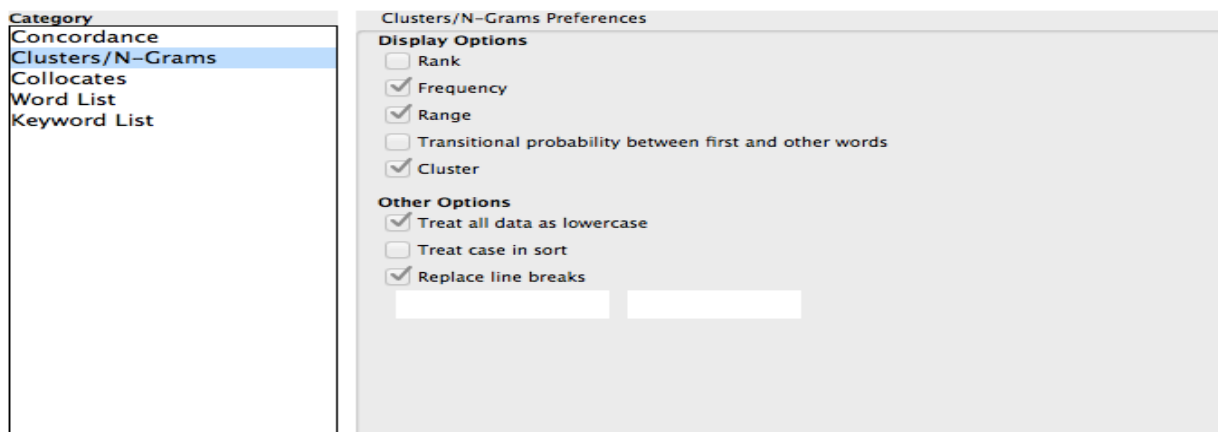 Category
Concordance
Clusters/N-Grams
Collocates
Word List
Keyword List
Clusters/N-Grams Preferences
Display Options
Rank
Frequency
Range
Transitional probability between first and other words
Cluster
Other Options
Treat all data as lowercase
Treat case in sort
Replace line breaks